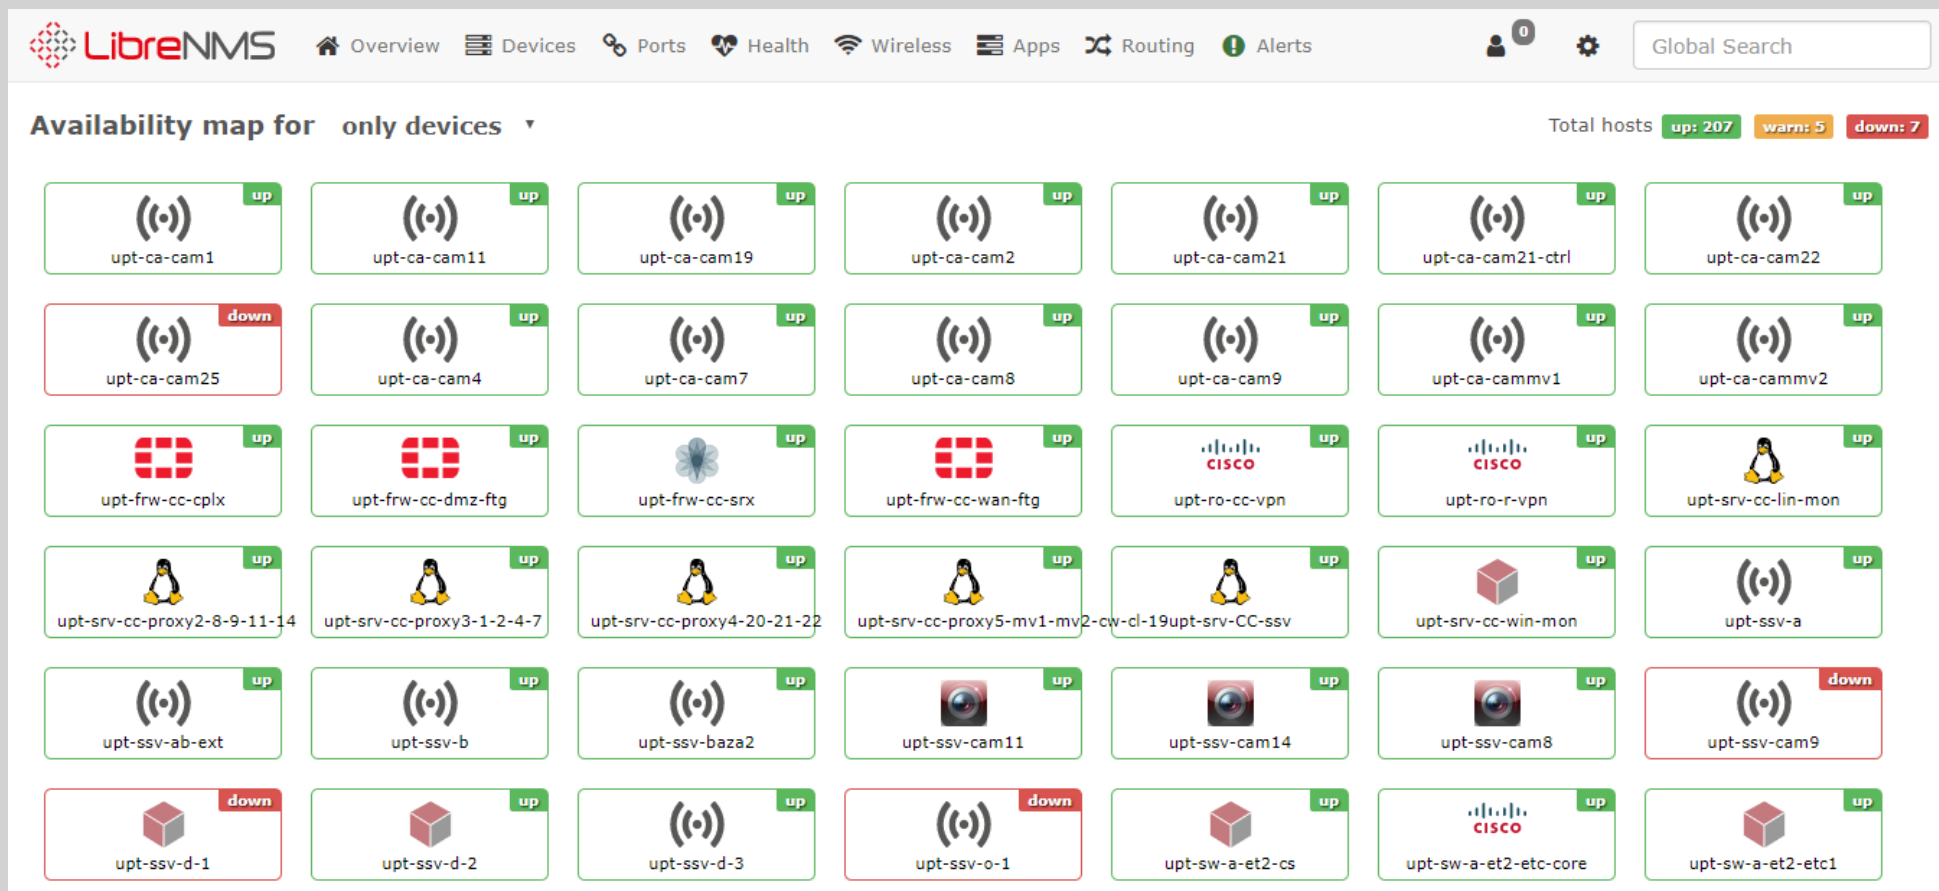 LibreNMS Overview Devices Ports Health Wireless Apps Routing Alerts 0 Global Search
Availability map for only devices Total hosts up: 207 warn: 5 down: 7
up up up up up up up
upt-ca-cam1 upt-ca-cam11 upt-ca-cam19 upt-ca-cam2 upt-ca-cam21 upt-ca-cam21-ctrl upt-ca-cam22
down up up up up up up
upt-ca-cam25 upt-ca-cam4 upt-ca-cam7 upt-ca-cam8 upt-ca-cam9 upt-ca-cammv1 upt-ca-cammv2
up up up up up up up
CISCO CISCO
upt-frw-cc-cplx upt-frw-cc-dmz-ftg upt-frw-cc-srx upt-frw-cc-wan-ftg upt-ro-cc-vpn upt-ro-r-vpn upt-srv-cc-lin-mon
up up up up up up up
upt-srv-cc-proxy2-8-9-11-14 upt-srv-cc-proxy3-1-2-4-7 upt-srv-cc-proxy4-20-21-22 upt-srv-cc-proxy5-mv1-mv2-cw-cl-19 upt-srv-CC-ssv upt-srv-cc-win-mon upt-ssv-a
up up up up up up down
upt-ssv-ab-ext upt-ssv-b upt-ssv-baza2 upt-ssv-cam11 upt-ssv-cam14 upt-ssv-cam8 upt-ssv-cam9
down up up down up up up
CISCO
upt-ssv-d-1 upt-ssv-d-2 upt-ssv-d-3 upt-ssv-o-1 upt-sw-a-et2-cs upt-sw-a-et2-etc-core upt-sw-a-et2-etc1